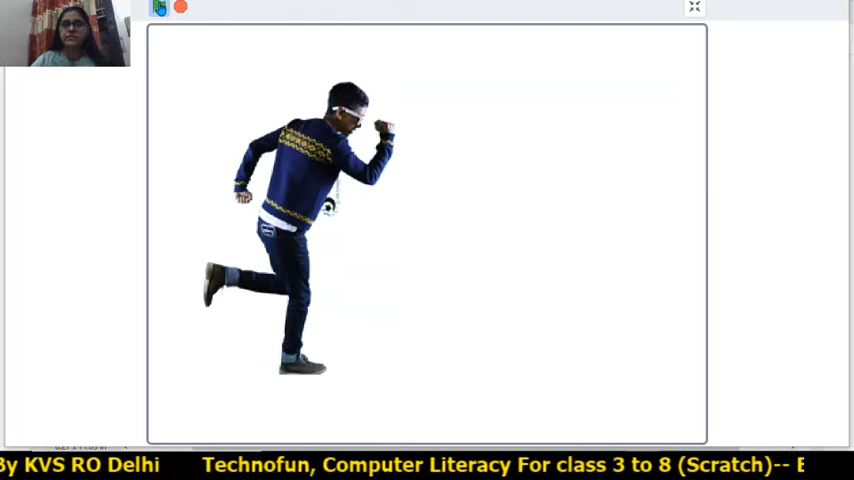 By KVS RO Delhi Technofun, Computer Literacy For class 3 to 8 (Scratch)-- E